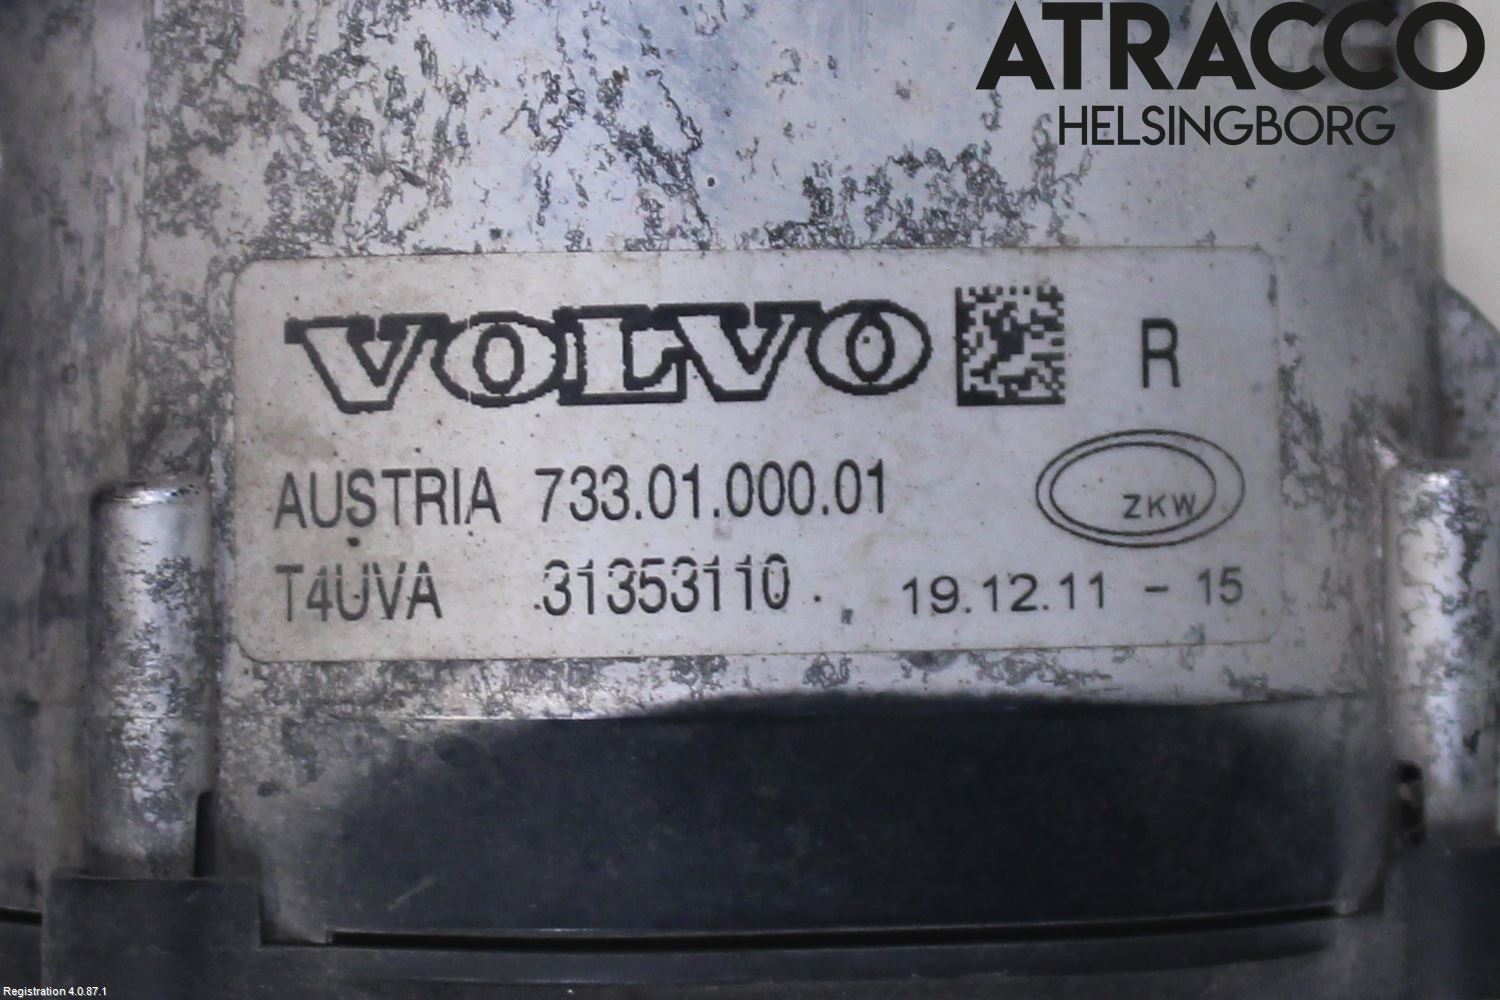 ATRACCO
HELSINGBORG
VOLVO R
AUSTRIA 733.01.000.01 ZKW
T4UVA 31353110 19.12.11 - 15
Registration 4.0.87.1